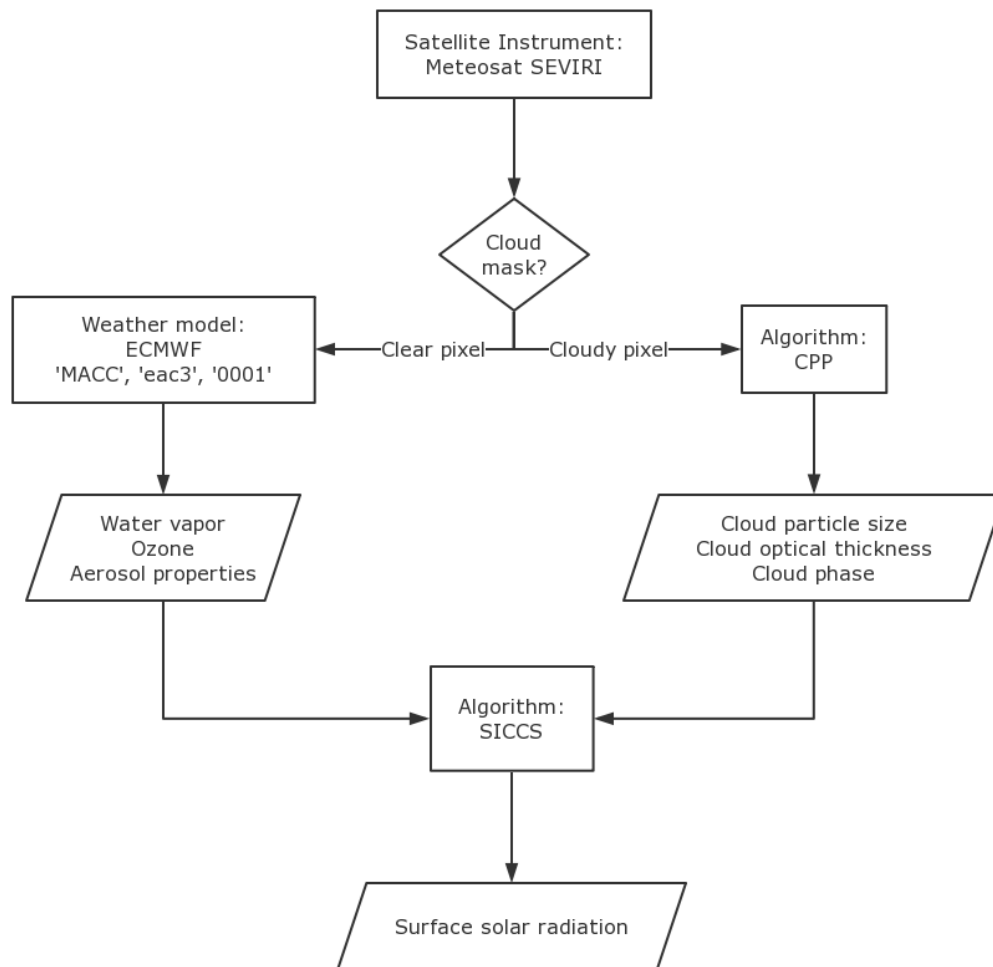 Satellite Instrument:
Meteosat SEVIRI
Cloud
mask?
Weather model:
ECMWF
'MACC', 'eac3', '0001'
Clear pixel
Cloudy pixel
Algorithm:
CPP
Water vapor
Ozone
Aerosol properties
Cloud particle size
Cloud optical thickness
Cloud phase
Algorithm:
SICCS
Surface solar radiation